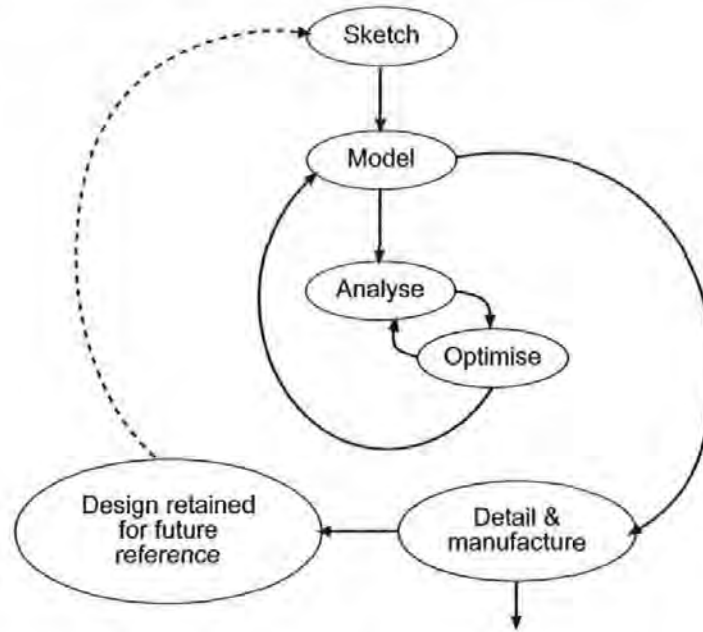 Sketch
Model
Analyse
Optimise
Design retained
for future
reference
Detail &
manufacture